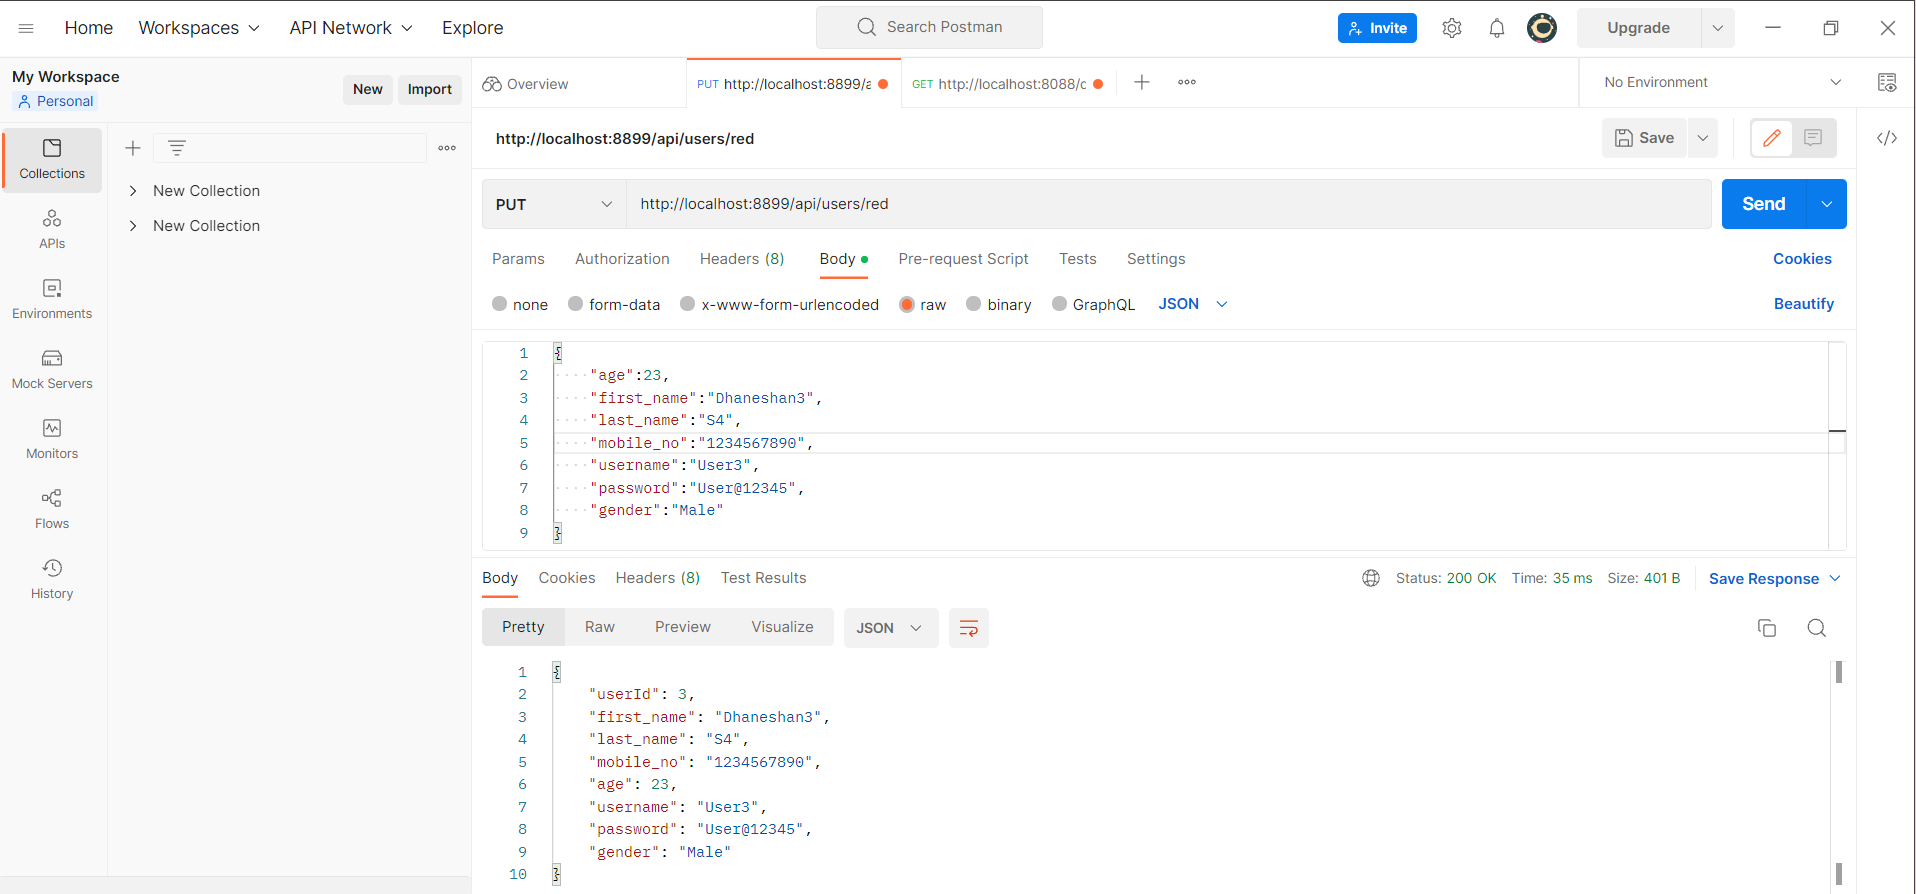 Home Workspaces API Network Explore Search Postman Invite Upgrade
My Workspace
Personal
New Import
Overview PUT http://localhost:8899/a GET http://localhost:8088/c No Environment
http://localhost:8899/api/users/red Save
Collections
APIs
Environments
Mock Servers
Monitors
Flows
History
New Collection
New Collection
PUT http://localhost:8899/api/users/red Send
Params Authorization Headers (8) Body Pre-request Script Tests Settings Cookies
none form-data x-www-form-urlencoded raw binary GraphQL JSON Beautify
1 {
2 "age":23,
3 "first_name":"Dhaneshan3",
4 "last_name":"S4",
5 "mobile_no":"1234567890",
6 "username":"User3",
7 "password":"User@12345",
8 "gender":"Male"
9 }
Body Cookies Headers (8) Test Results Status: 200 OK Time: 35 ms Size: 401 B Save Response
Pretty Raw Preview Visualize JSON
1 {
2 "userId": 3,
3 "first_name": "Dhaneshan3",
4 "last_name": "S4",
5 "mobile_no": "1234567890",
6 "age": 23,
7 "username": "User3",
8 "password": "User@12345",
9 "gender": "Male"
10 }